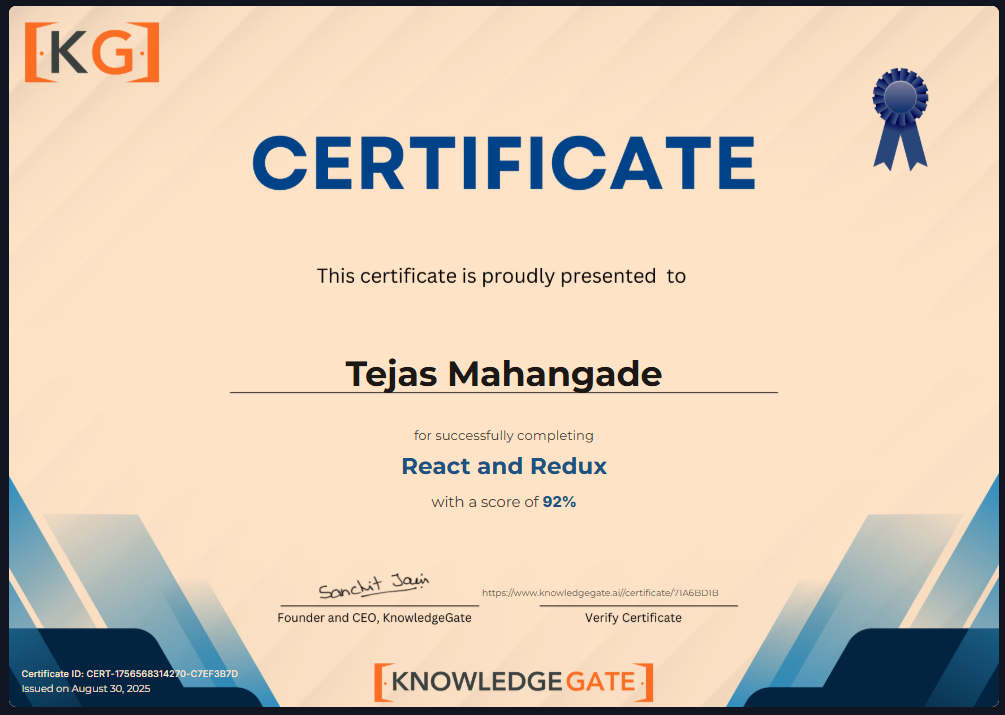 [KG]
CERTIFICATE
This certificate is proudly presented to
Tejas Mahangade
for successfully completing
React and Redux
with a score of 92%
Sanchit Jain
https://www.knowledgegate.ai//certificate/71A6BD1B
Founder and CEO, KnowledgeGate
Verify Certificate
Certificate ID: CERT-1756568314270-C7EF3B7D
Issued on August 30, 2025
[KNOWLEDGEGATE]